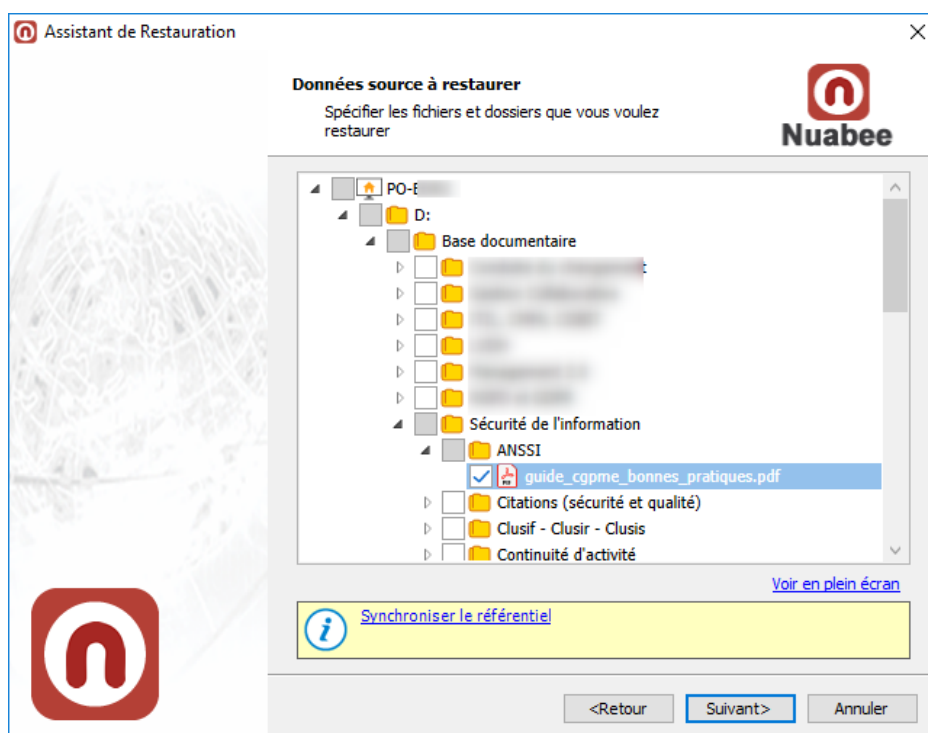 Assistant de Restauration
Données source à restaurer
Spécifier les fichiers et dossiers que vous voulez
restaurer
Nuabee
D:
Base documentaire
Sécurité de l'information
ANSSI
guide_cgpme_bonnes_pratiques.pdf
Citations (sécurité et qualité)
Clusif - Clusir - Clusis
Continuité d'activité
Voir en plein écran
Synchroniser le référentiel
<Retour
Suivant>
Annuler